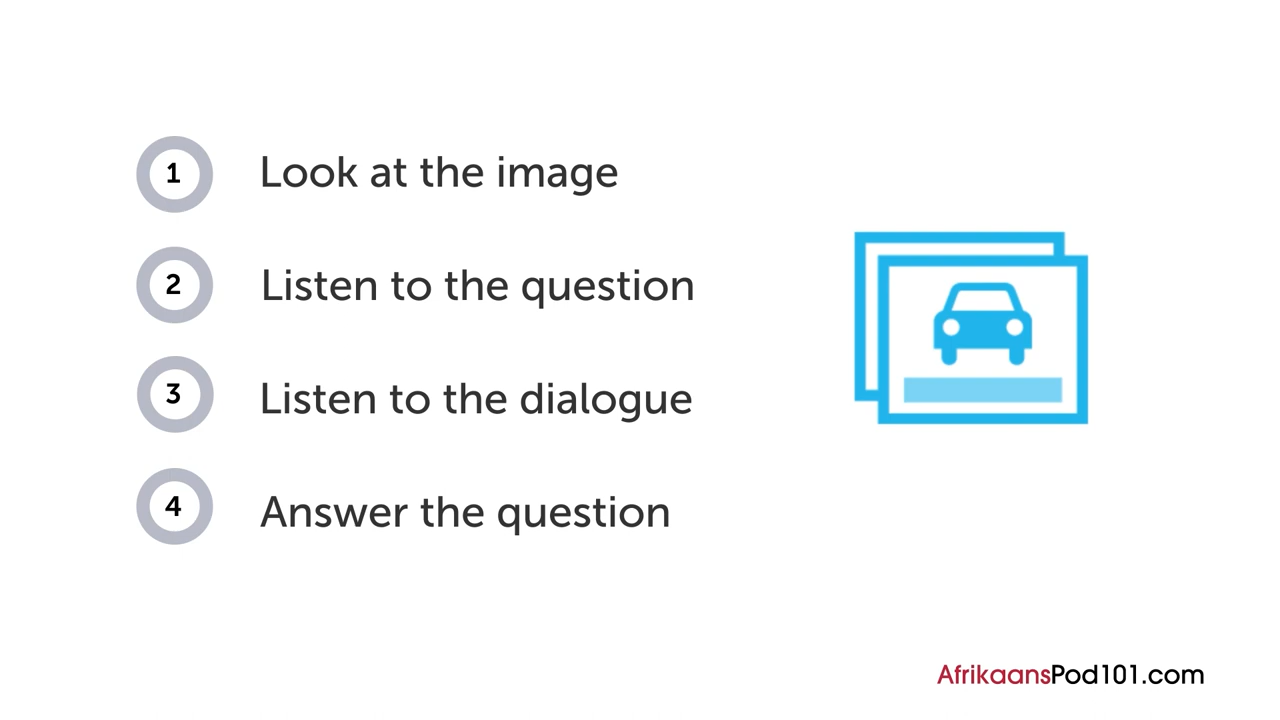 1 Look at the image
2 Listen to the question
3 Listen to the dialogue
4 Answer the question
AfrikaansPod101.com